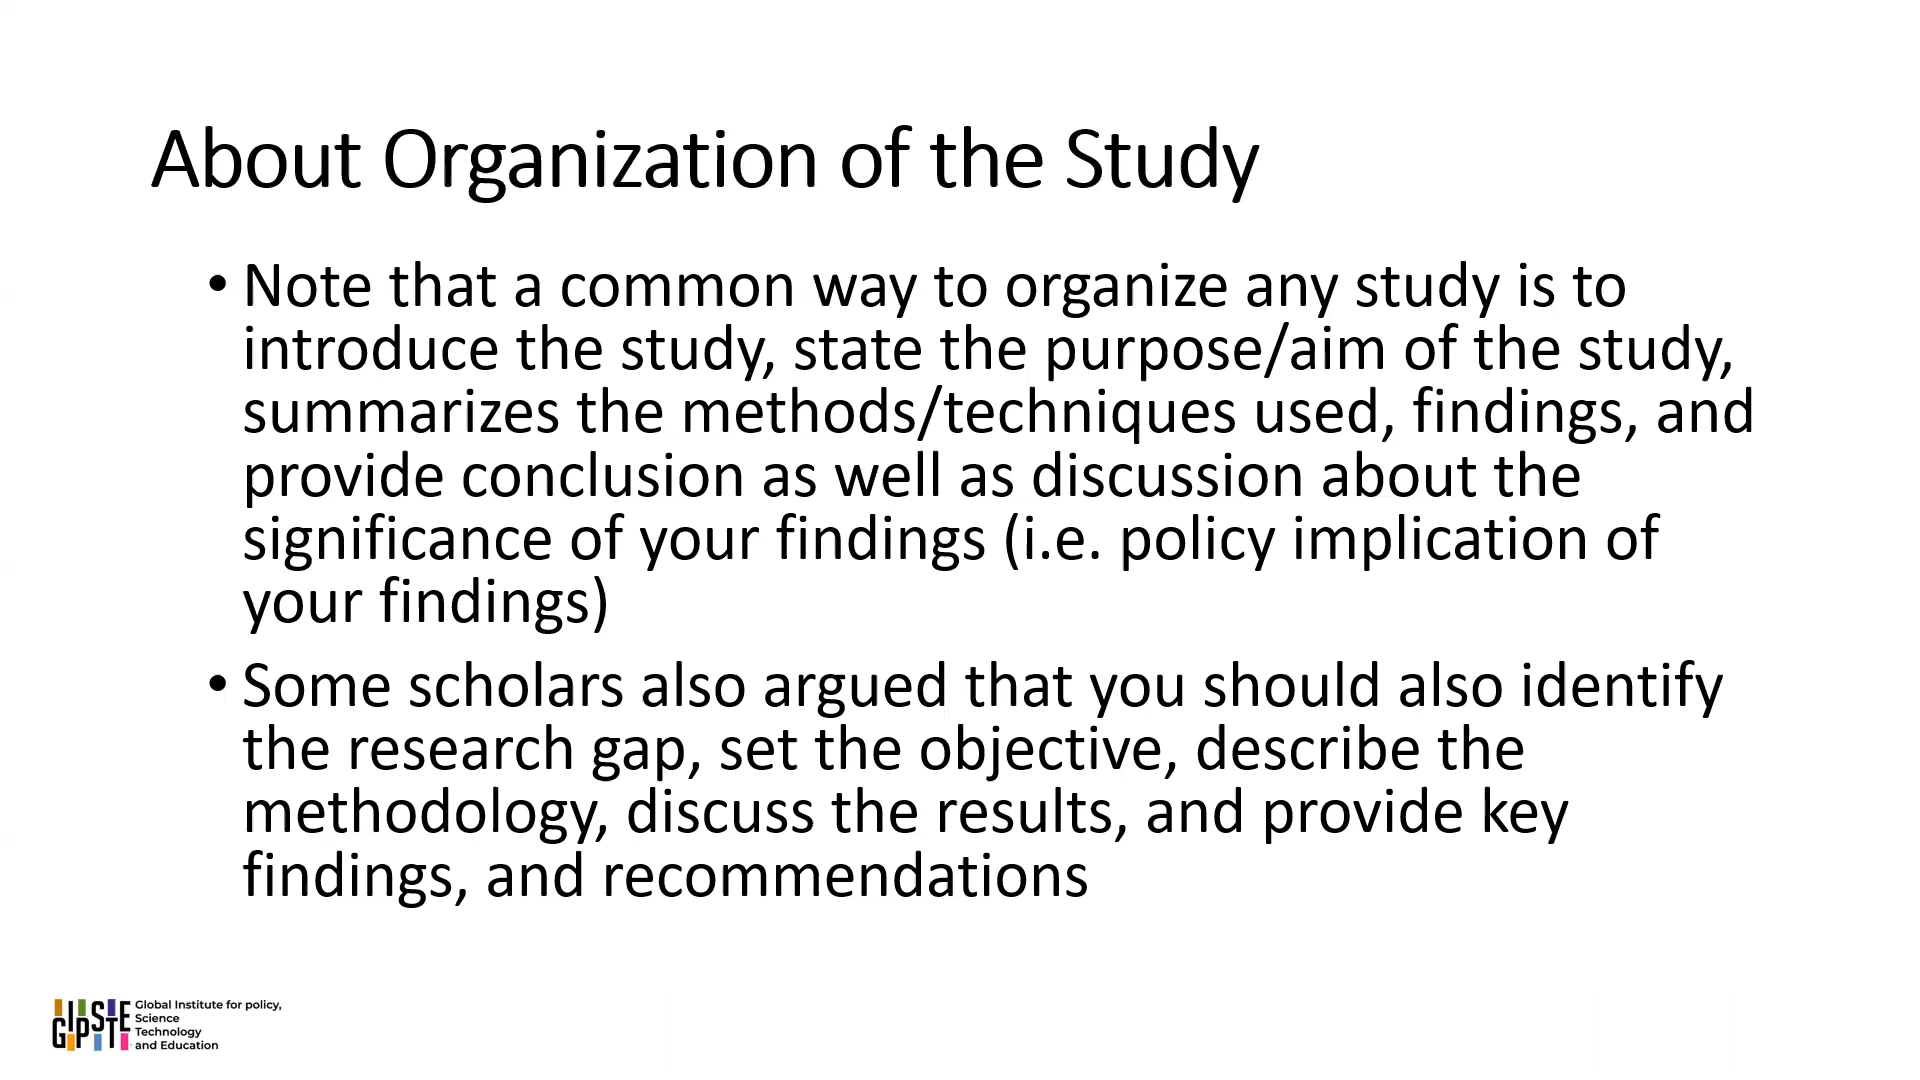 About Organization of the Study
• Note that a common way to organize any study is to
introduce the study, state the purpose/aim of the study,
summarizes the methods/techniques used, findings, and
provide conclusion as well as discussion about the
significance of your findings (i.e. policy implication of
your findings)
• Some scholars also argued that you should also identify
the research gap, set the objective, describe the
methodology, discuss the results, and provide key
findings, and recommendations
GIPSTE
Global Institute for policy,
Science
Technology
and Education